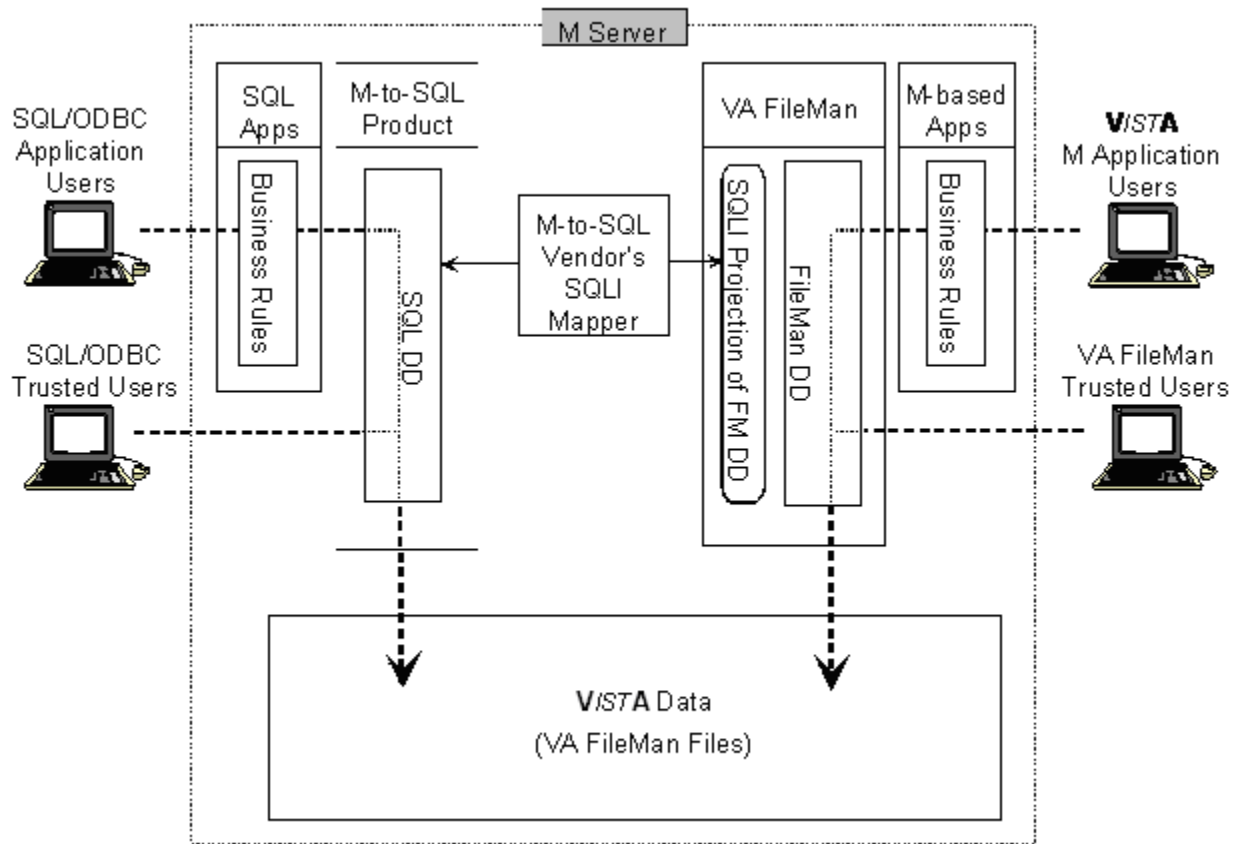 M Server
SQL
Apps
M-to-SQL
Product
VA FileMan
M-based
Apps
SQL/ODBC
Application
Users
VISTA
M Application
Users
Business Rules
SQL DD
M-to-SQL
Vendor's
SQLI
Mapper
SQLI Projection of FM DD
FileMan DD
Business Rules
SQL/ODBC
Trusted Users
VA FileMan
Trusted Users
VISTA Data
(VA FileMan Files)